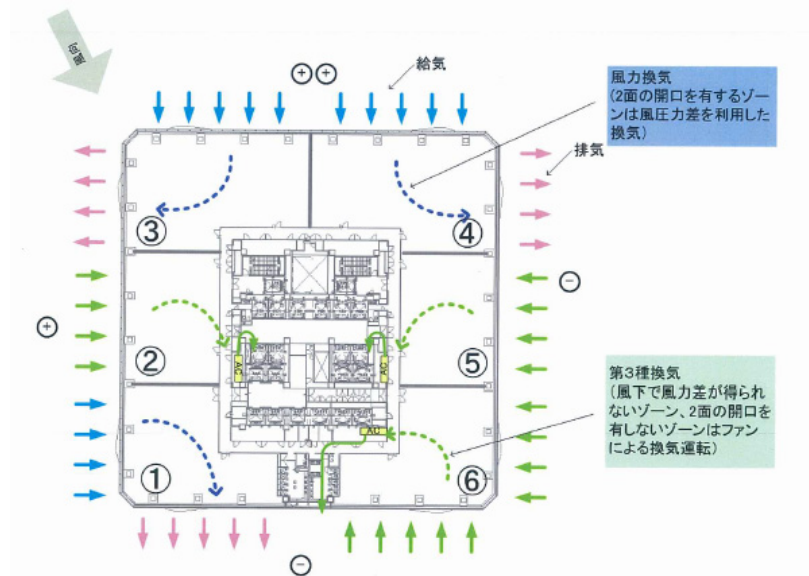 風向
⊕⊕
給気
風力換気
(2面の開口を有するゾー
ンは風圧力差を利用した
換気)
排気
③
④
⊖
⊕
②
⑤
AC
AC
第3種換気
(風下で風力差が得られ
ないゾーン、2面の開口を
有しないゾーンはファン
による換気運転)
AC
①
⑥
⊖